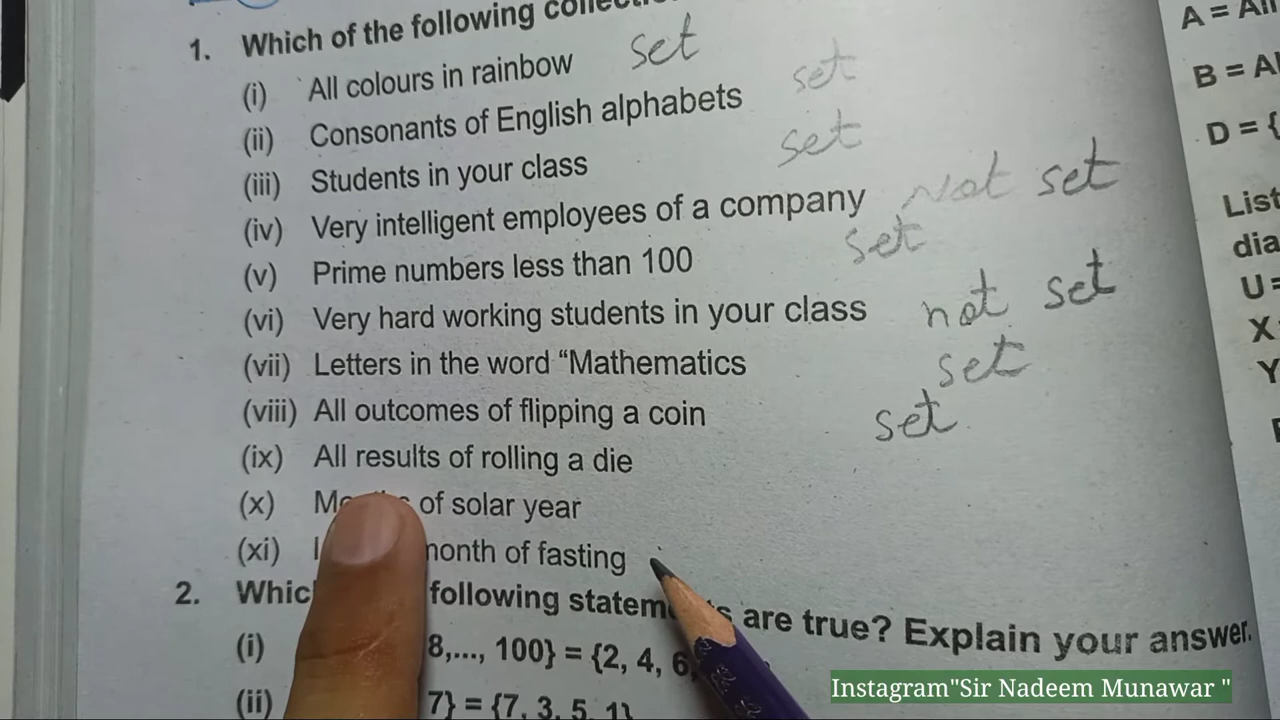 1. Which of the following
(i) All colours in rainbow set
(ii) Consonants of English alphabets set
(iii) Students in your class set
(iv) Very intelligent employees of a company Not set
(v) Prime numbers less than 100 set
(vi) Very hard working students in your class not set
(vii) Letters in the word “Mathematics set
(viii) All outcomes of flipping a coin set
(ix) All results of rolling a die
(x) of solar year
(xi) month of fasting
2. following are true? Explain your answer.
(i) 8,..., 100} = {2, 4, 6,
(ii) 7} = {7, 3, 5, 1}
A = All
B = Al
D = {
List
dia
U =
X
Y
Instagram"Sir Nadeem Munawar "